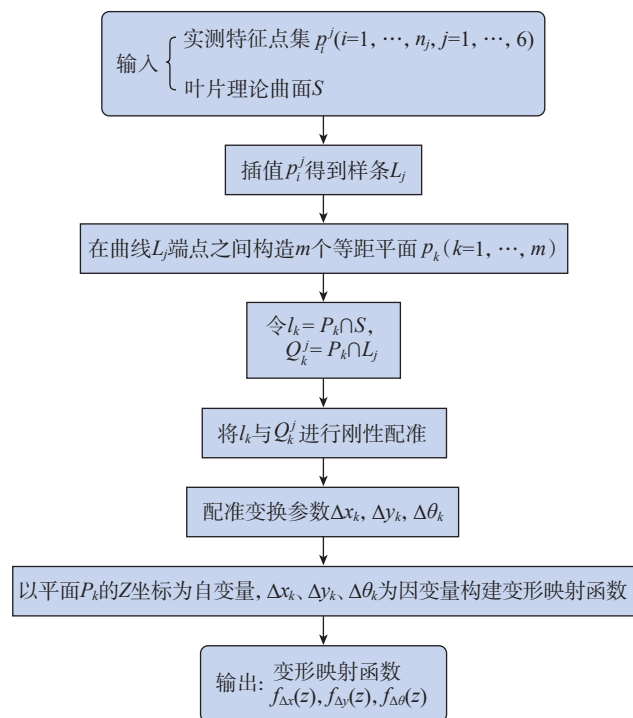 输入
实测特征点集 p_i^j(i=1, …, n_j, j=1, …, 6)
叶片理论曲面S
插值p_i^j得到样条L_j
在曲线L_j端点之间构造m个等距平面 p_k (k=1, …, m)
令l_k= P_k∩S,
Q_k^j= P_k∩L_j
将l_k与Q_k^j进行刚性配准
配准变换参数Δx_k, Δy_k, Δθ_k
以平面P_k的Z坐标为自变量, Δx_k、Δy_k、Δθ_k为因变量构建变形映射函数
输出: 变形映射函数
f_Δx(z), f_Δy(z), f_Δθ(z)